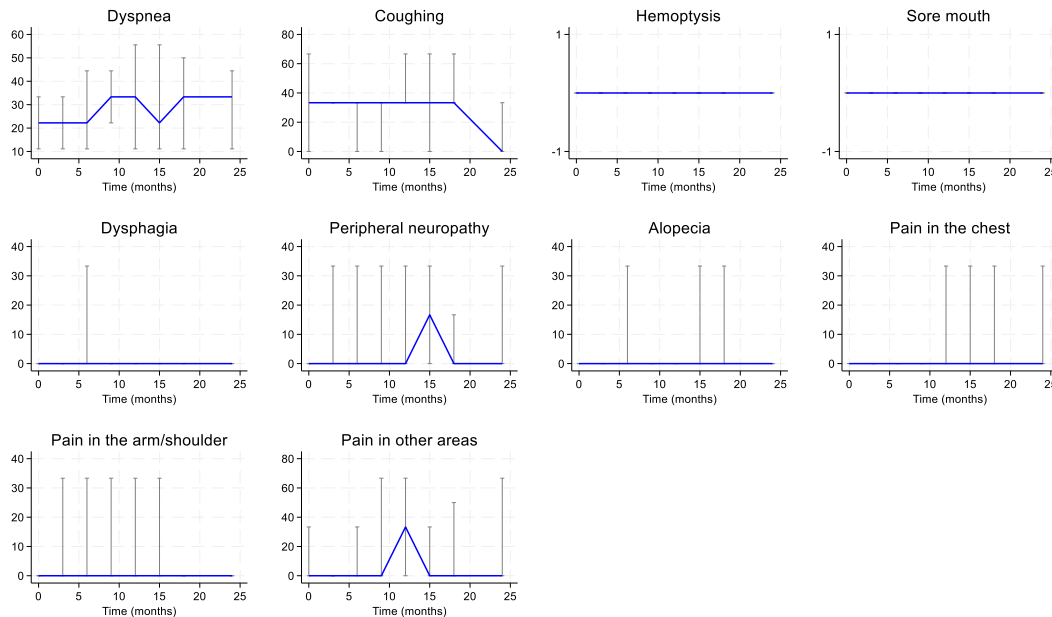 Dyspnea
60
50
40
30
20
10
0 5 10 15 20 25
Time (months)
Coughing
80
60
40
20
0
0 5 10 15 20 25
Time (months)
Hemoptysis
1
-1
0 5 10 15 20 25
Time (months)
Sore mouth
1
-1
0 5 10 15 20 25
Time (months)
Dysphagia
40
30
20
10
0
0 5 10 15 20 25
Time (months)
Peripheral neuropathy
40
30
20
10
0
0 5 10 15 20 25
Time (months)
Alopecia
40
30
20
10
0
0 5 10 15 20 25
Time (months)
Pain in the chest
40
30
20
10
0
0 5 10 15 20 25
Time (months)
Pain in the arm/shoulder
40
30
20
10
0
0 5 10 15 20 25
Time (months)
Pain in other areas
80
60
40
20
0
0 5 10 15 20 25
Time (months)